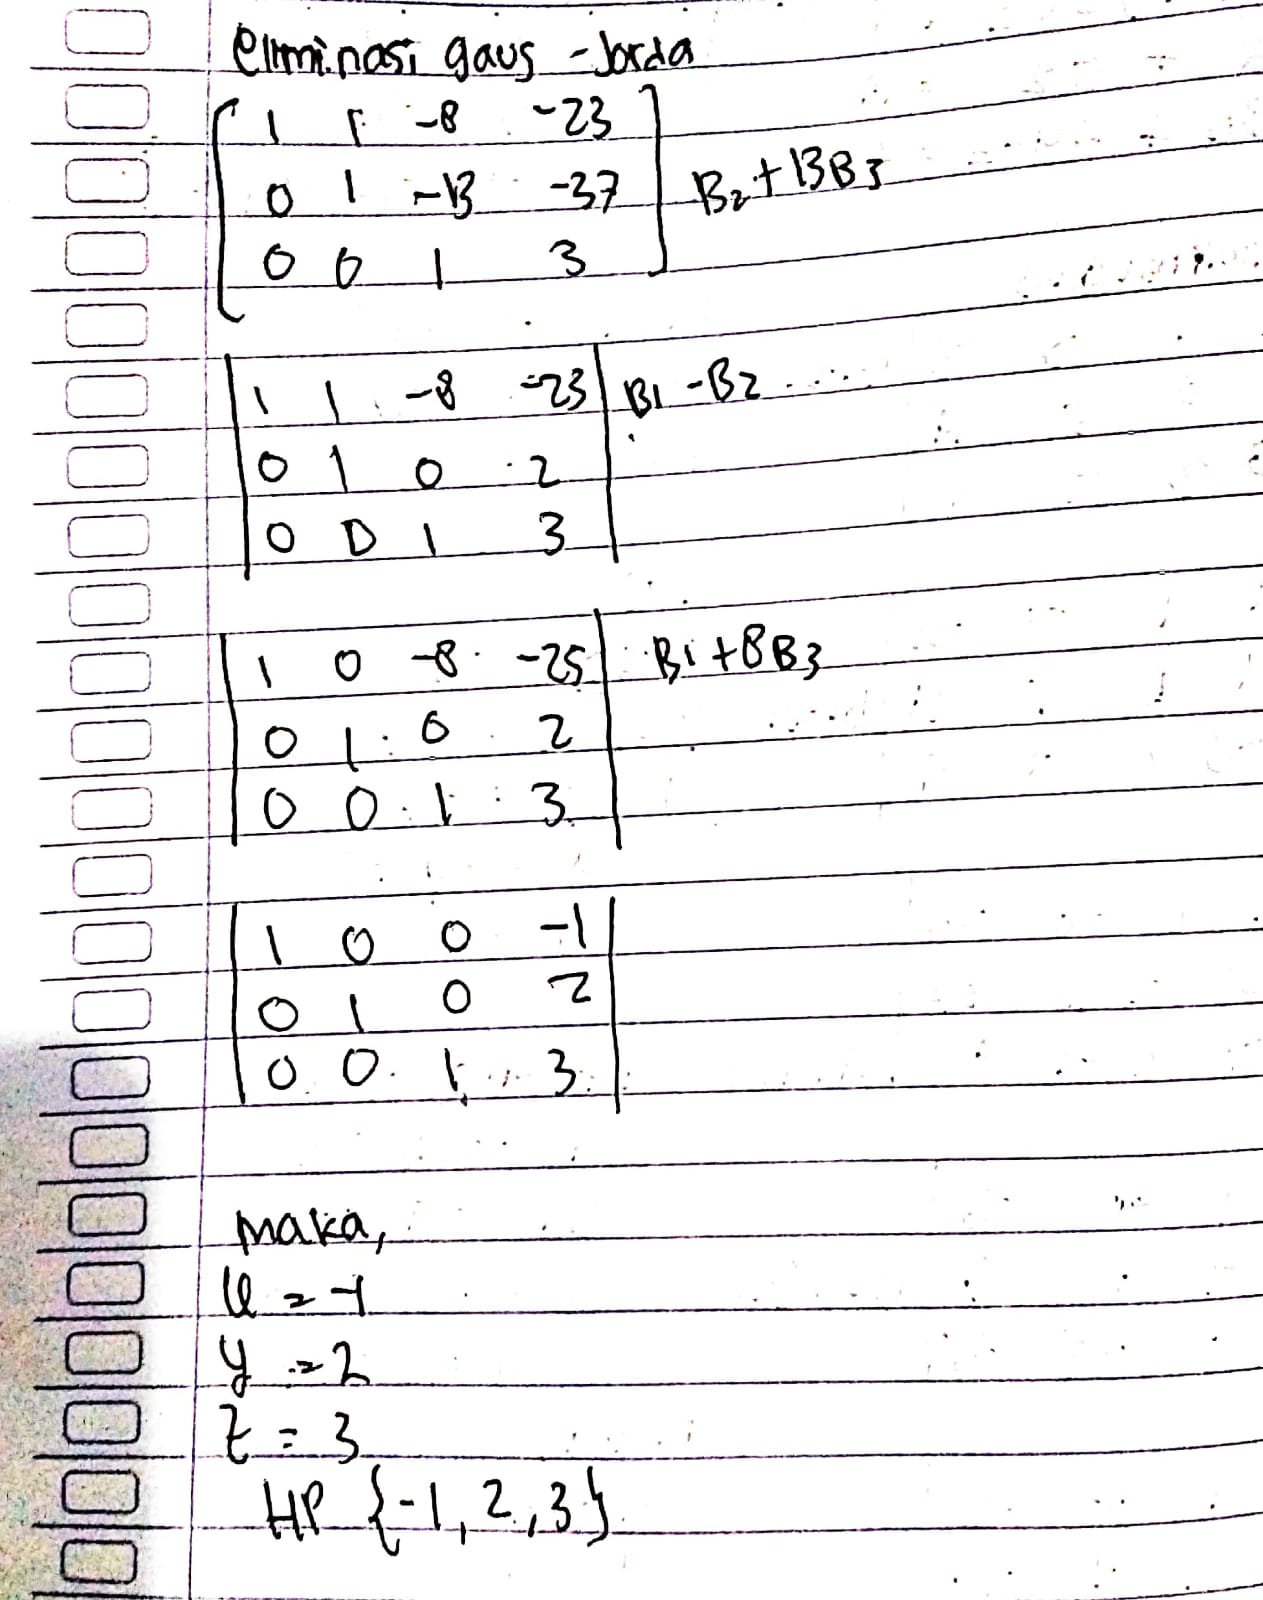 eliminasi gaus - Jorda
1 1 -8 -23
0 1 -13 -37 B2 + 13B3
0 0 1 3
1 1 -8 -23 B1 - B2
0 1 0 2
0 0 1 3
1 0 -8 -25 B1 + 8B3
0 1 0 2
0 0 1 3
1 0 0 -1
0 1 0 2
0 0 1 3
maka,
x = -1
y = 2
z = 3
HP {-1, 2, 3}